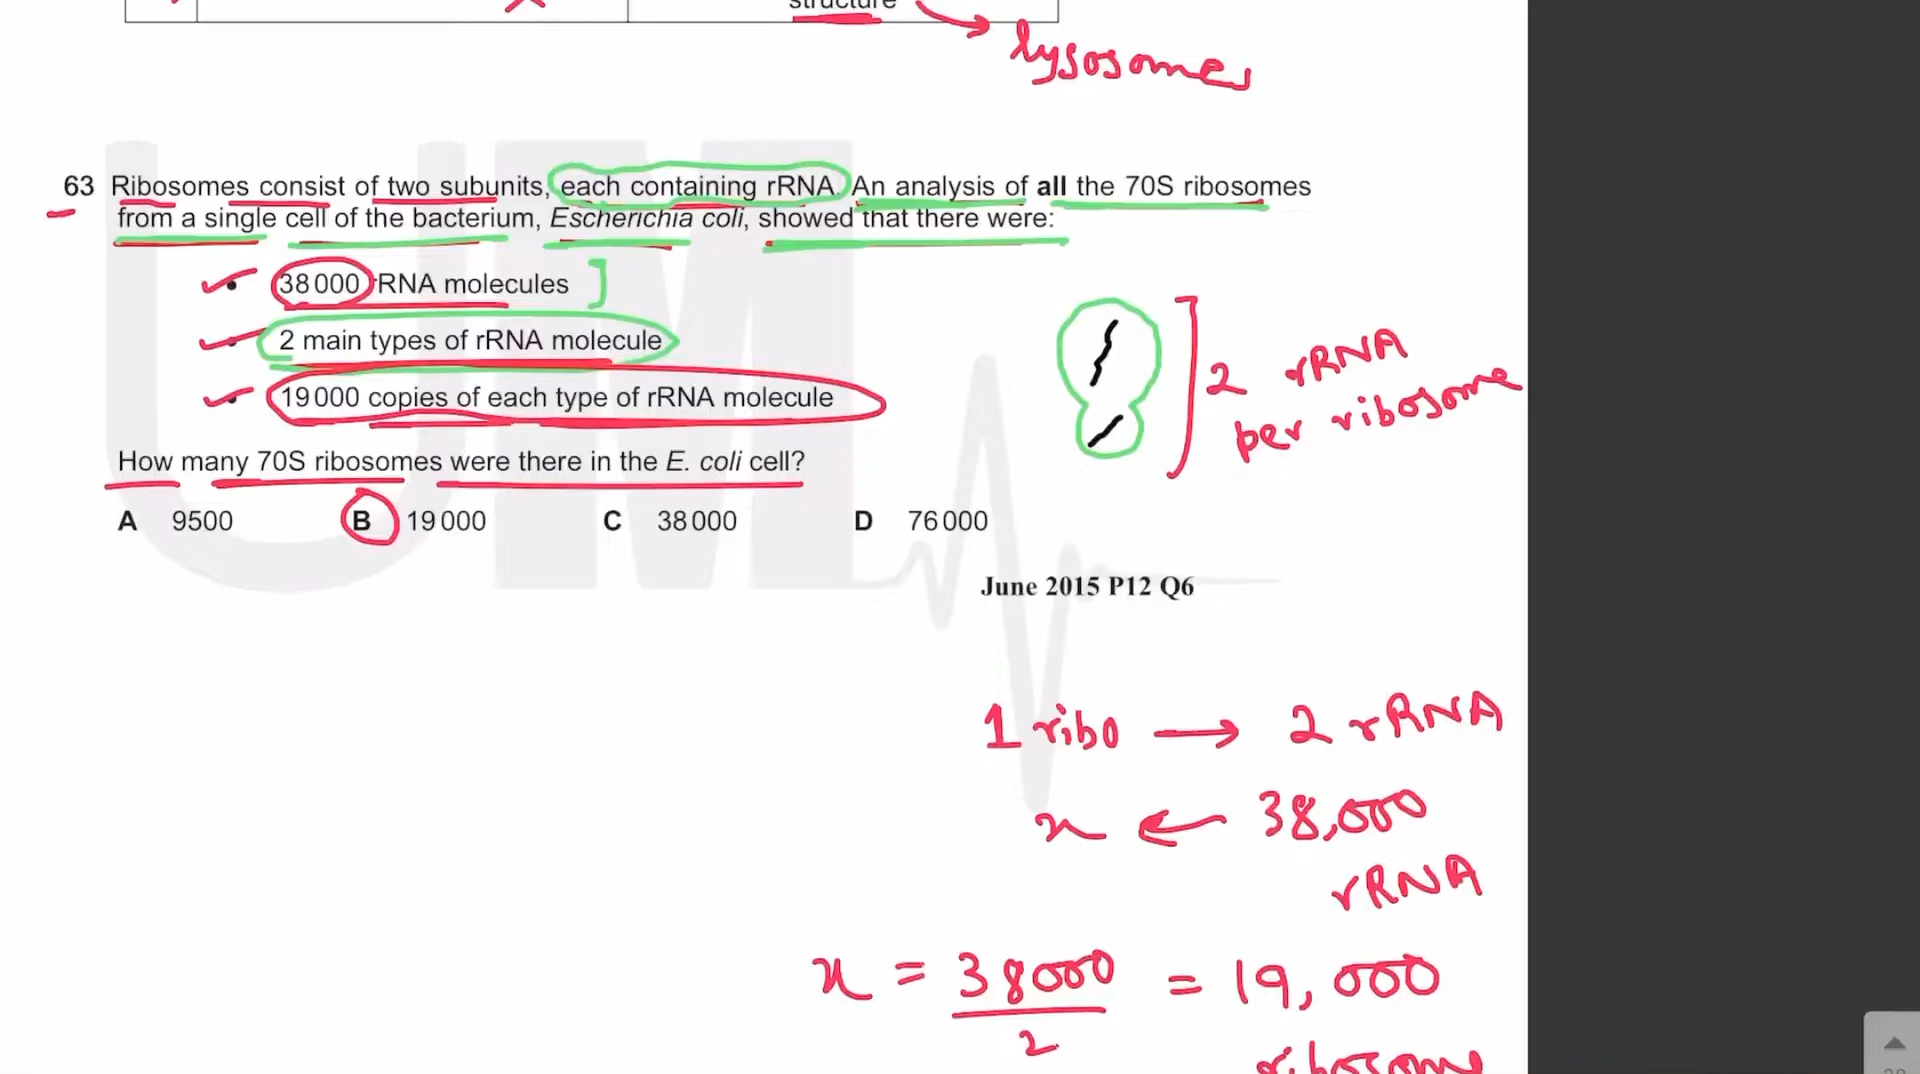 structure
lysosomes
63 Ribosomes consist of two subunits, each containing rRNA. An analysis of all the 70S ribosomes
from a single cell of the bacterium, Escherichia coli, showed that there were:
• 38 000 rRNA molecules
• 2 main types of rRNA molecule
• 19 000 copies of each type of rRNA molecule
2 rRNA
per ribosome
How many 70S ribosomes were there in the E. coli cell?
A 9500 B 19 000 C 38 000 D 76 000
June 2015 P12 Q6
1 ribo → 2 rRNA
x ← 38,000
rRNA
x = 38000 / 2 = 19,000
ribosome